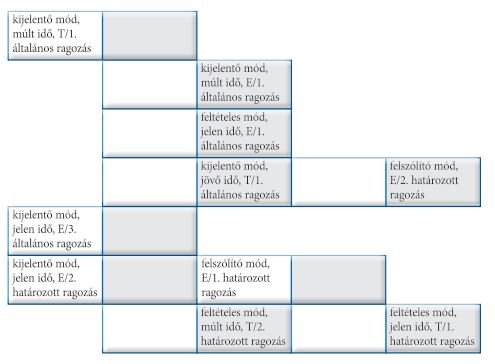 kijelentő mód,
múlt idő, T/1.
általános ragozás
kijelentő mód,
múlt idő, E/1.
általános ragozás
feltételes mód,
jelen idő, E/1.
általános ragozás
kijelentő mód,
jövő idő, T/1.
általános ragozás
felszólító mód,
E/2. határozott
ragozás
kijelentő mód,
jelen idő, E/3.
általános ragozás
kijelentő mód,
jelen idő, E/2.
határozott ragozás
felszólító mód,
E/1. határozott
ragozás
feltételes mód,
múlt idő, T/2.
határozott ragozás
feltételes mód,
jelen idő, T/1.
határozott ragozás